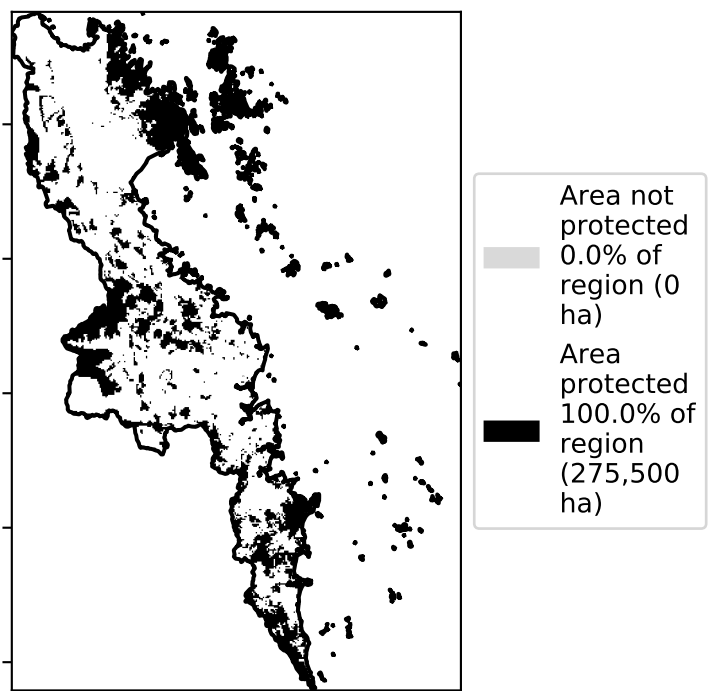 Area not
protected
0.0% of
region (0
ha)
Area
protected
100.0% of
region
(275,500
ha)